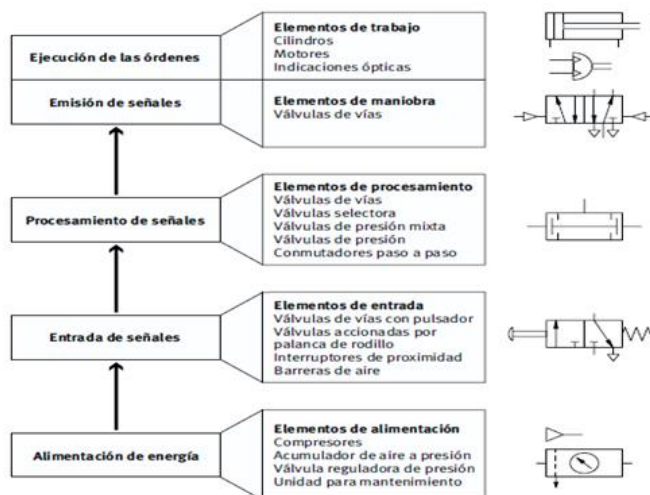 Ejecución de las órdenes
Elementos de trabajo
Cilindros
Motores
Indicaciones ópticas
Emisión de señales
Elementos de maniobra
Válvulas de vías
Procesamiento de señales
Elementos de procesamiento
Válvulas de vías
Válvulas selectora
Válvulas de presión mixta
Válvulas de presión
Conmutadores paso a paso
Entrada de señales
Elementos de entrada
Válvulas de vías con pulsador
Válvulas accionadas por
palanca de rodillo
Interruptores de proximidad
Barreras de aire
Alimentación de energía
Elementos de alimentación
Compresores
Acumulador de aire a presión
Válvula reguladora de presión
Unidad para mantenimiento